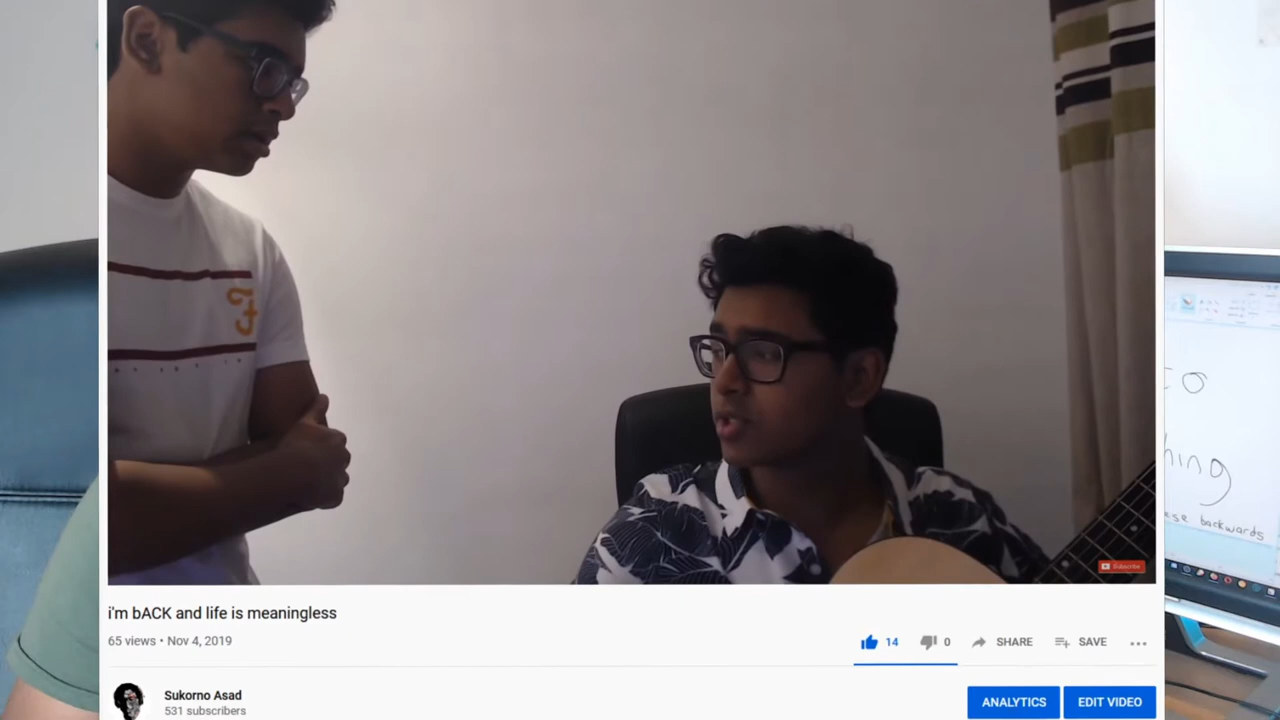 Subscribe
i'm bACK and life is meaningless
65 views • Nov 4, 2019
14
0
SHARE
SAVE
Sukorno Asad
531 subscribers
ANALYTICS
EDIT VIDEO
backwards